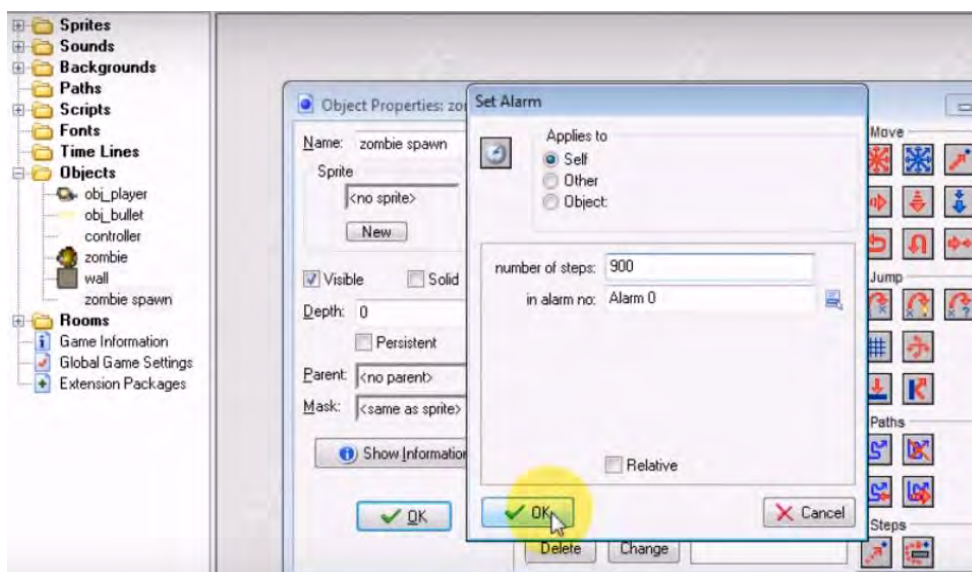 Sprites
Sounds
Backgrounds
Paths
Scripts
Fonts
Time Lines
Objects
obj_player
obj_bullet
controller
zombie
wall
zombie spawn
Rooms
Game Information
Global Game Settings
Extension Packages
Object Properties: zo
Name: zombie spawn
Sprite
<no sprite>
New
Visible Solid
Depth: 0
Persistent
Parent: <no parent>
Mask: <same as sprite>
Show Information
OK
Set Alarm
Applies to
Self
Other
Object:
number of steps: 900
in alarm no: Alarm 0
Relative
OK Cancel
Delete Change
Move
Jump
Paths
Steps